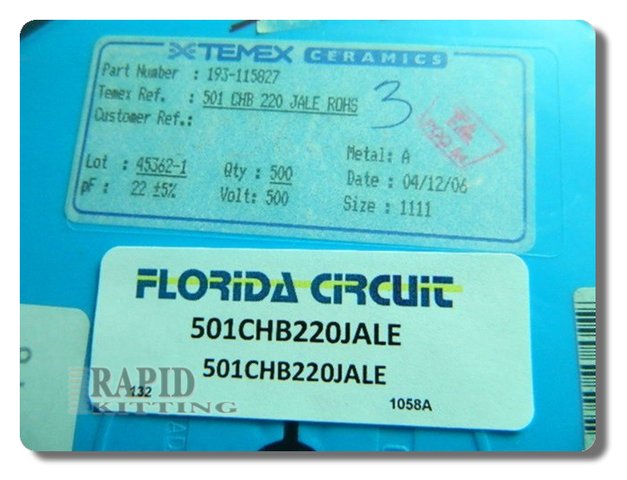 TEMEX CERAMICS
Part Number : 193-115827
Temex Ref. : 501 CHB 220 JALE ROHS
Customer Ref.:
3
Lot : 45362-1
Qty : 500
Metal: A
pF : 22 ±5%
Volt: 500
Date : 04/12/06
Size : 1111
FLORIDA CIRCUIT
501CHB220JALE
501CHB220JALE
132
1058A
RAPID
KITTING